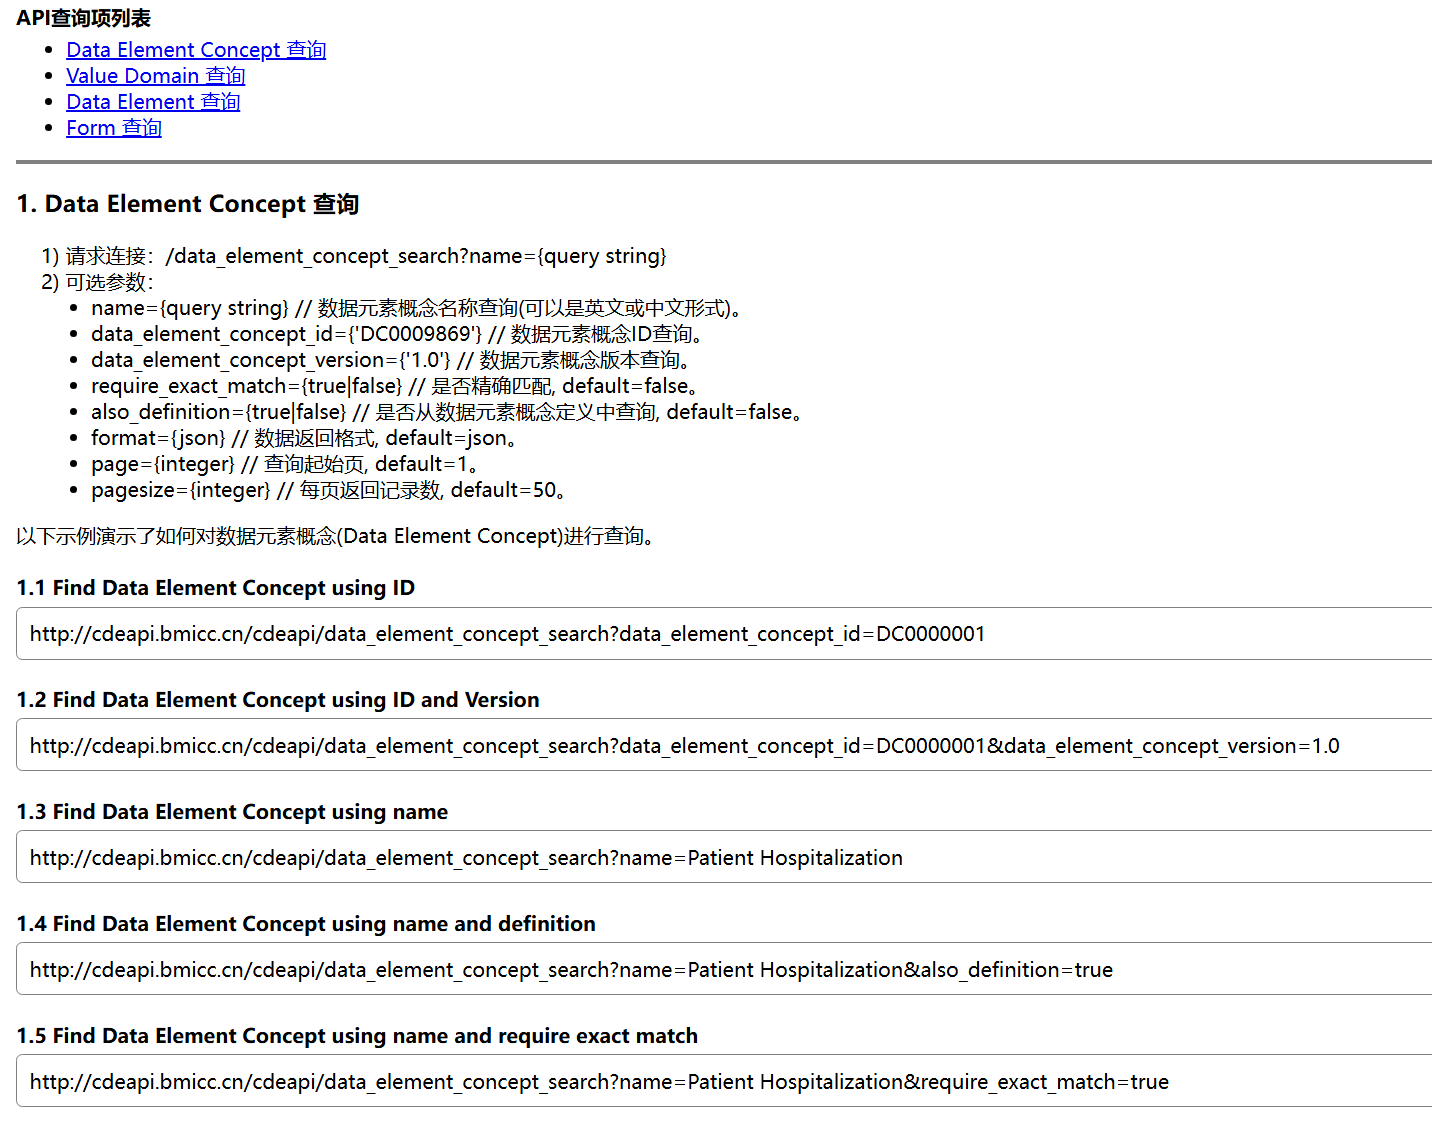 API查询项列表
Data Element Concept 查询
Value Domain 查询
Data Element 查询
Form 查询
1. Data Element Concept 查询
1) 请求连接：/data_element_concept_search?name={query string}
2) 可选参数：
name={query string} // 数据元素概念名称查询(可以是英文或中文形式)。
data_element_concept_id={'DC0009869'} // 数据元素概念ID查询。
data_element_concept_version={'1.0'} // 数据元素概念版本查询。
require_exact_match={true|false} // 是否精确匹配, default=false。
also_definition={true|false} // 是否从数据元素概念定义中查询, default=false。
format={json} // 数据返回格式, default=json。
page={integer} // 查询起始页, default=1。
pagesize={integer} // 每页返回记录数, default=50。
以下示例演示了如何对数据元素概念(Data Element Concept)进行查询。
1.1 Find Data Element Concept using ID
http://cdeapi.bmicc.cn/cdeapi/data_element_concept_search?data_element_concept_id=DC0000001
1.2 Find Data Element Concept using ID and Version
http://cdeapi.bmicc.cn/cdeapi/data_element_concept_search?data_element_concept_id=DC0000001&data_element_concept_version=1.0
1.3 Find Data Element Concept using name
http://cdeapi.bmicc.cn/cdeapi/data_element_concept_search?name=Patient Hospitalization
1.4 Find Data Element Concept using name and definition
http://cdeapi.bmicc.cn/cdeapi/data_element_concept_search?name=Patient Hospitalization&also_definition=true
1.5 Find Data Element Concept using name and require exact match
http://cdeapi.bmicc.cn/cdeapi/data_element_concept_search?name=Patient Hospitalization&require_exact_match=true